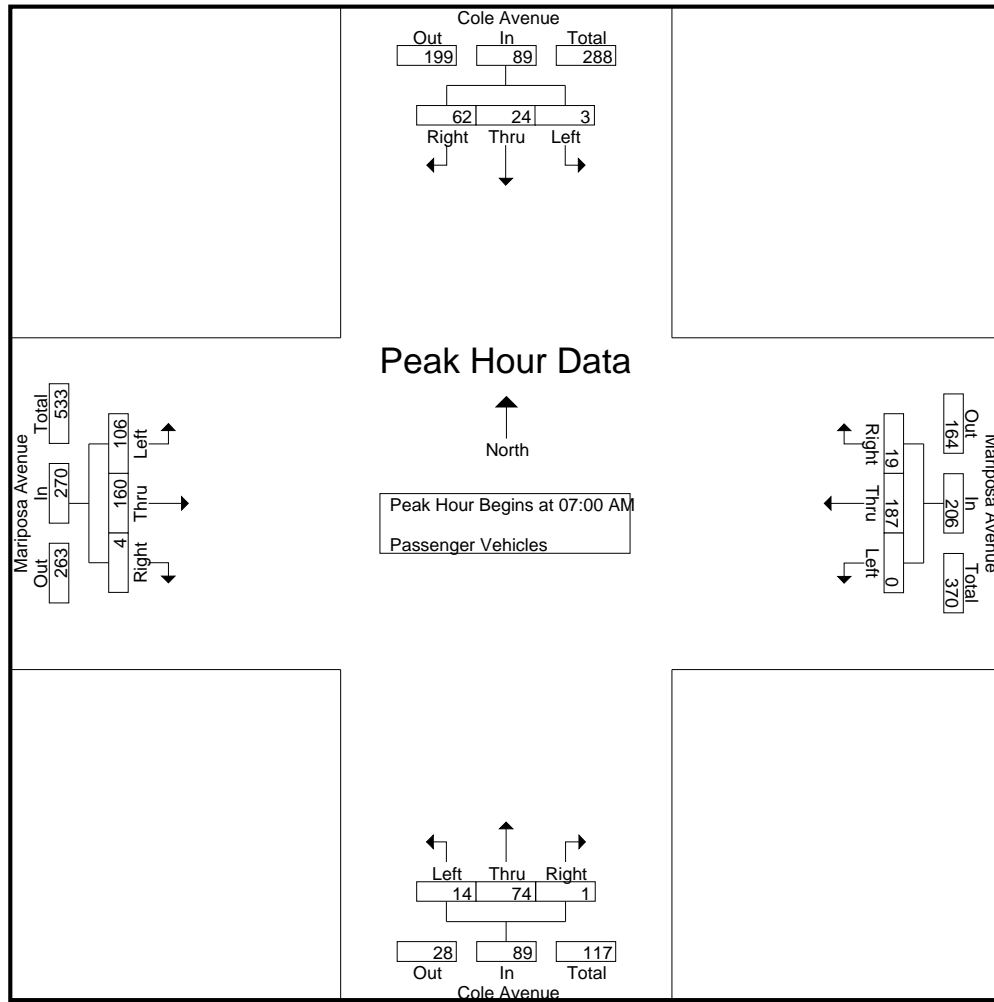 Cole Avenue
Out In Total
199 89 288
62 24 3
Right Thru Left
Peak Hour Data
North
Peak Hour Begins at 07:00 AM
Passenger Vehicles
Mariposa Avenue
Total In Out
533 270 263
106 160 4
Left Thru Right
Mariposa Avenue
Out In Total
164 206 370
19 187 0
Right Thru Left
Left Thru Right
14 74 1
28 89 117
Out In Total
Cole Avenue